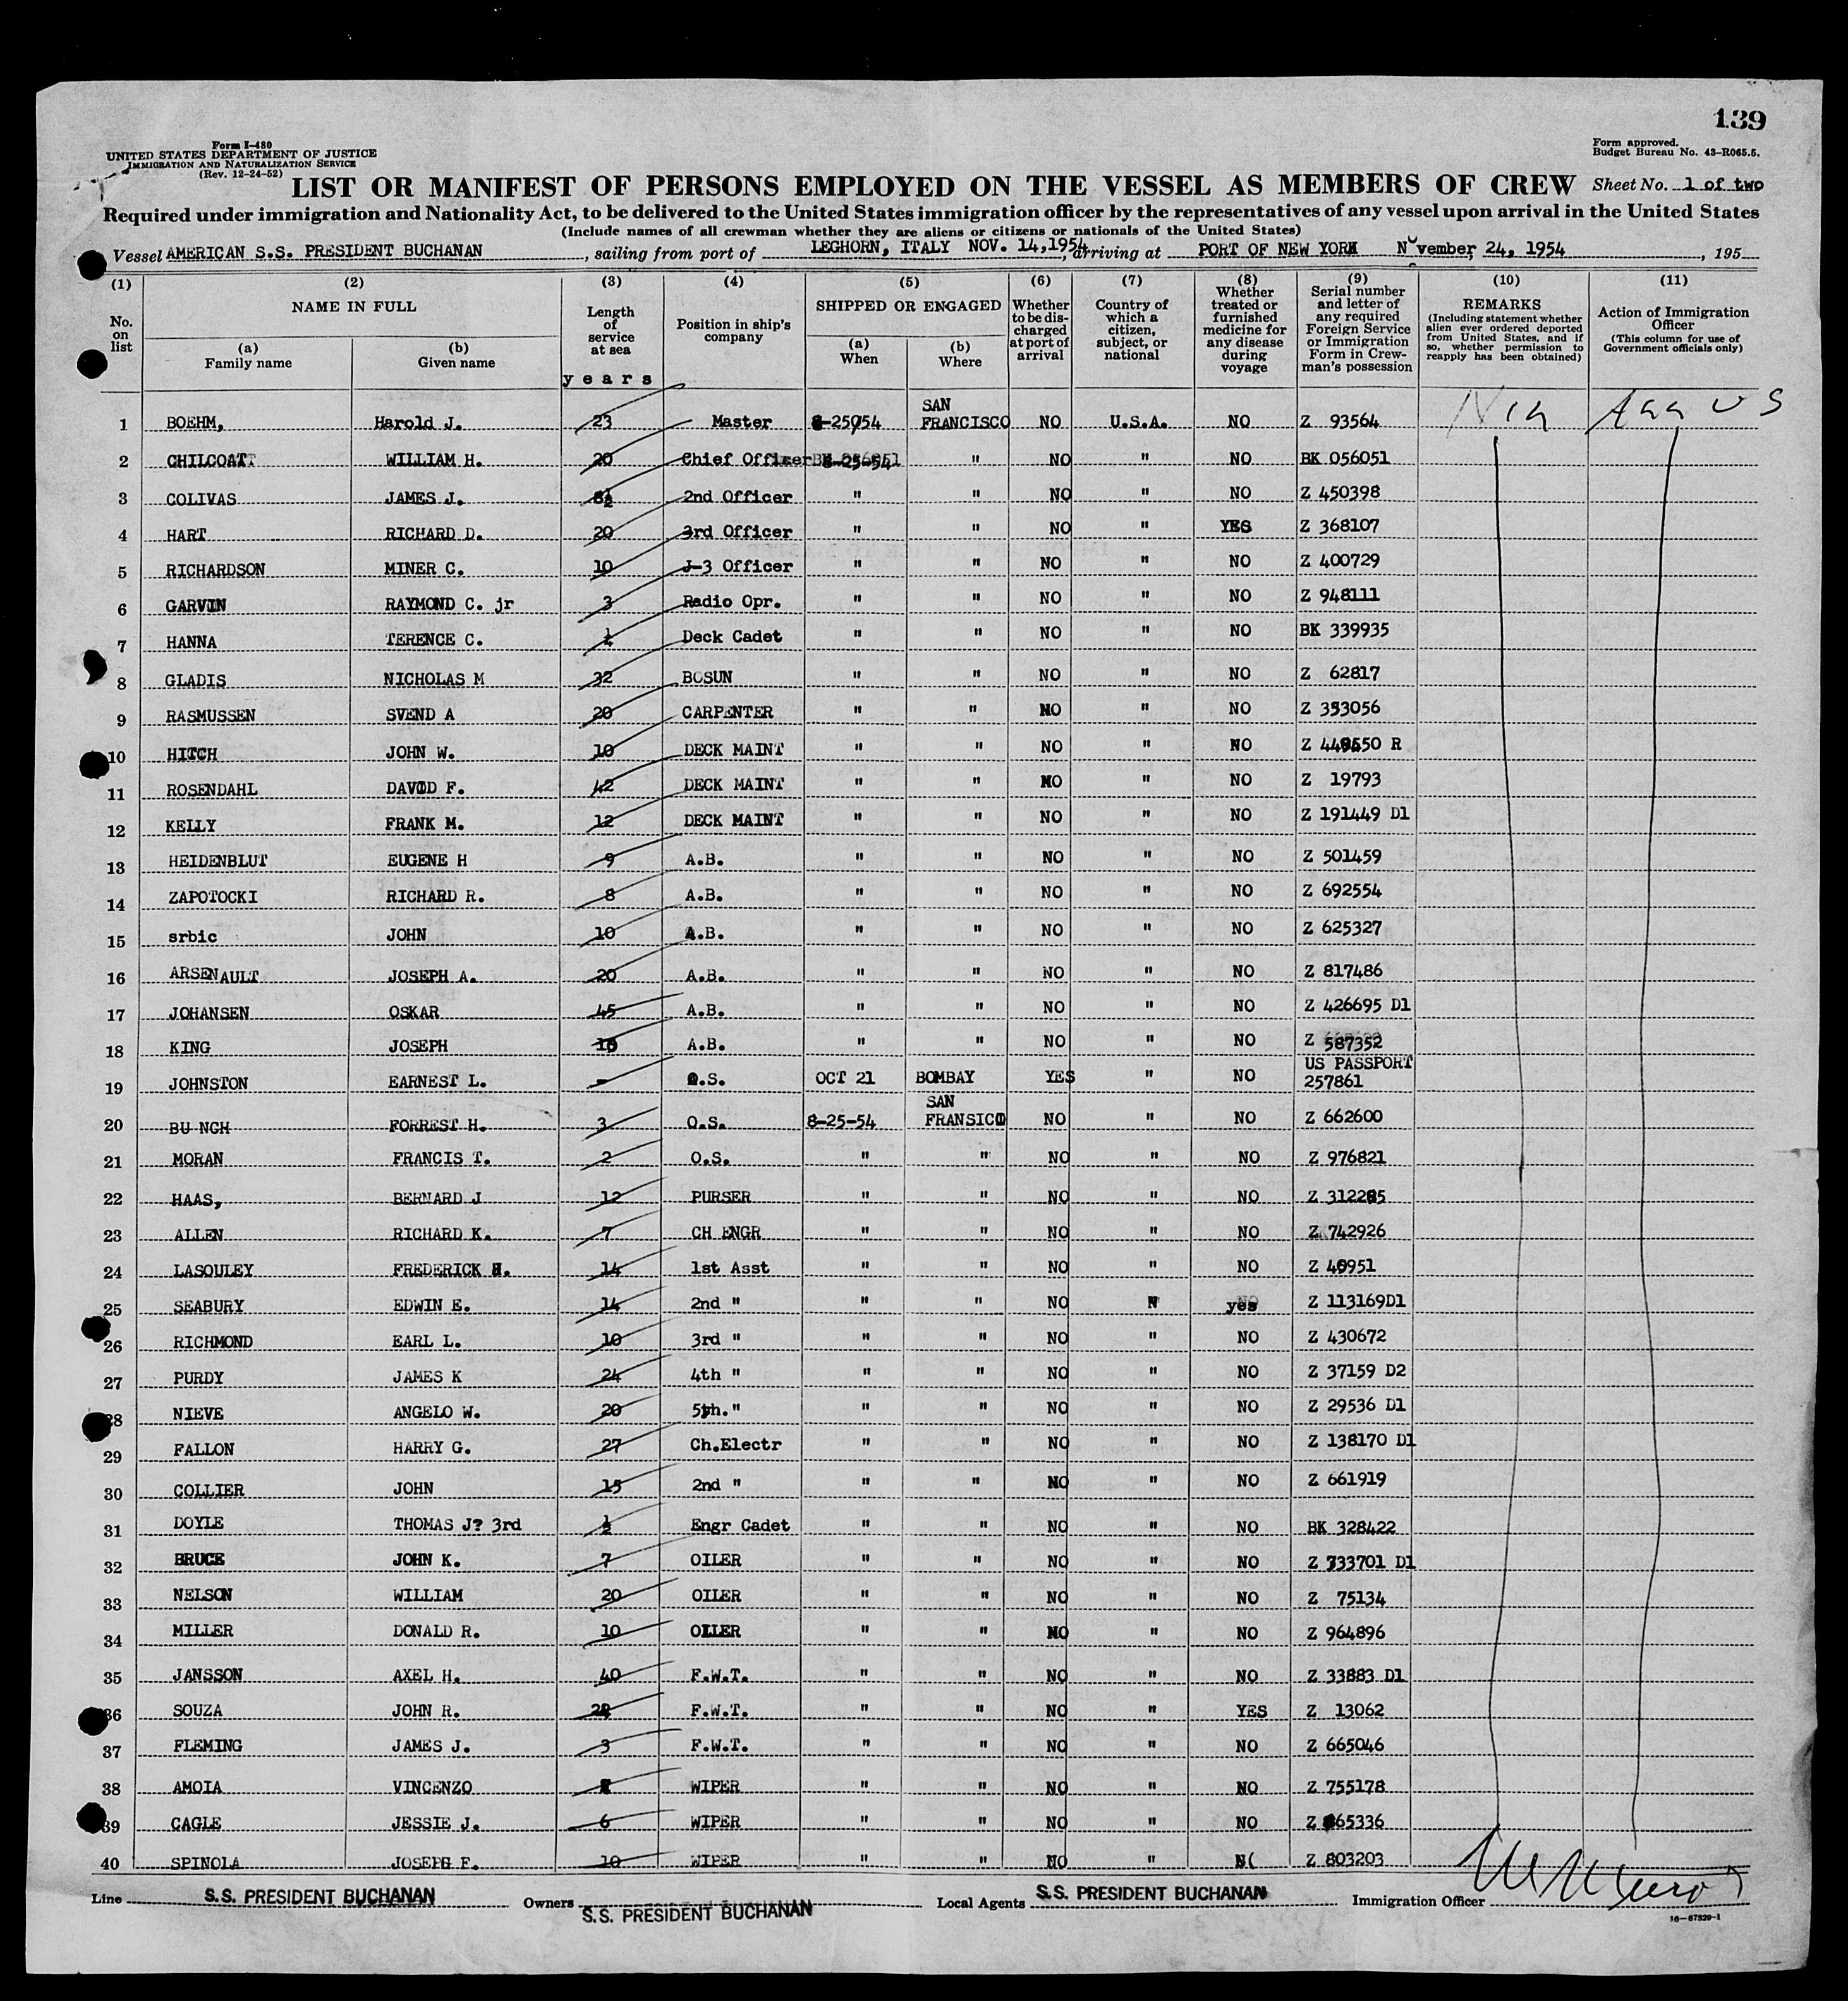 139
Form I-480
UNITED STATES DEPARTMENT OF JUSTICE
IMMIGRATION AND NATURALIZATION SERVICE
(Rev. 12-24-52)
Form approved.
Budget Bureau No. 43-R065.5.
LIST OR MANIFEST OF PERSONS EMPLOYED ON THE VESSEL AS MEMBERS OF CREW Sheet No. 1 of two
Required under immigration and Nationality Act, to be delivered to the United States immigration officer by the representatives of any vessel upon arrival in the United States
(Include names of all crewman whether they are aliens or citizens or nationals of the United States)
Vessel AMERICAN S.S. PRESIDENT BUCHANAN, sailing from port of LEGHORN, ITALY NOV. 14,1954, arriving at PORT OF NEW YORK November 24, 1954, 195
(1) No. on list
(2) NAME IN FULL
(a) Family name
(b) Given name
(3) Length of service at sea
years
(4) Position in ship's company
(5) SHIPPED OR ENGAGED
(a) When
(b) Where
(6) Whether to be discharged at port of arrival
(7) Country of which a citizen, subject, or national
(8) Whether treated or furnished medicine for any disease during voyage
(9) Serial number and letter of any required Foreign Service or Immigration Form in Crewman's possession
(10) REMARKS (Including statement whether alien ever ordered deported from United States, and if so, whether permission to reapply has been obtained)
(11) Action of Immigration Officer (This column for use of Government officials only)
1 BOEHM, Harold J. 23 Master 8-25-54 SAN FRANCISCO NO U.S.A. NO Z 93564
2 CHILCOAT WILLIAM H. 20 Chief Officer 8-25-54 " NO " NO BK 056051
3 COLIVAS JAMES J. 8½ 2nd Officer " " NO " NO Z 450398
4 HART RICHARD D. 20 3rd Officer " " NO " YES Z 368107
5 RICHARDSON MINER C. 10 J-3 Officer " " NO " NO Z 400729
6 GARVIN RAYMOND C. jr 3 Radio Opr. " " NO " NO Z 948111
7 HANNA TERENCE C. ½ Deck Cadet " " NO " NO BK 339935
8 GLADIS NICHOLAS M 32 BOSUN " " NO " NO Z 62817
9 RASMUSSEN SVEND A 20 CARPENTER " " NO " NO Z 353056
10 HITCH JOHN W. 10 DECK MAINT " " NO " NO Z
11 ROSENDAHL DAVID F. 42 DECK MAINT " " NO " NO Z 19793
12 KELLY FRANK M. 12 DECK MAINT " " NO " NO Z 191449 D1
13 HEIDENBLUT EUGENE H 9 A.B. " " NO " NO Z 501459
14 ZAPOTOCKI RICHARD R. 8 A.B. " " NO " NO Z 692554
15 srbic JOHN 10 A.B. " " NO " NO Z 625327
16 ARSENAULT JOSEPH A. 20 A.B. " " NO " NO Z 817486
17 JOHANSEN OSKAR 45 A.B. " " NO " NO Z 426695 D1
18 KING JOSEPH A.B. " " NO " NO Z 587352
19 JOHNSTON EARNEST L. - O.S. OCT 21 BOMBAY YES " NO US PASSPORT 257861
20 BU NCH FORREST H. 3 O.S. 8-25-54 SAN FRANSICO NO " NO Z 662600
21 MORAN FRANCIS T. 2 O.S. " " NO " NO Z 976821
22 HAAS, BERNARD J 12 PURSER " " NO " NO Z 312285
23 ALLEN RICHARD K. 7 CH ENGR " " NO " NO Z 742926
24 LASOULEY FREDERICK H. 14 1st Asst " " NO " NO Z 40951
25 SEABURY EDWIN E. 14 2nd " " " NO " yes Z 113169D1
26 RICHMOND EARL L. 10 3rd " " " NO " NO Z 430672
27 PURDY JAMES K 24 4th " " " NO " NO Z 37159 D2
28 NIEVE ANGELO W. 20 5th." " " NO " NO Z 29536 D1
29 FALLON HARRY G. 27 Ch.Electr " " NO " NO Z 138170 D1
30 COLLIER JOHN 15 2nd " " " NO " NO Z 661919
31 DOYLE THOMAS J? 3rd ½ Engr Cadet " " NO " NO BK 328422
32 BRUCE JOHN K. 7 OILER " " NO " NO Z 733701 D1
33 NELSON WILLIAM 20 OILER " " NO " NO Z 75134
34 MILLER DONALD R. 10 OILER " " NO " NO Z 964896
35 JANSSON AXEL H. 40 F.W.T. " " NO " NO Z 33883 D1
36 SOUZA JOHN R. F.W.T. " " NO " YES Z 13062
37 FLEMING JAMES J. 3 F.W.T. " " NO " NO Z 665046
38 AMOIA VINCENZO WIPER " " NO " NO Z 755178
39 CAGLE JESSIE J. 6 WIPER " " NO " NO Z 865336
40 SPINOLA JOSEPH F. 10 WIPER " " NO " N( Z 803203
Line S.S. PRESIDENT BUCHANAN Owners S.S. PRESIDENT BUCHANAN Local Agents S.S. PRESIDENT BUCHANAN Immigration Officer
16-67329-1